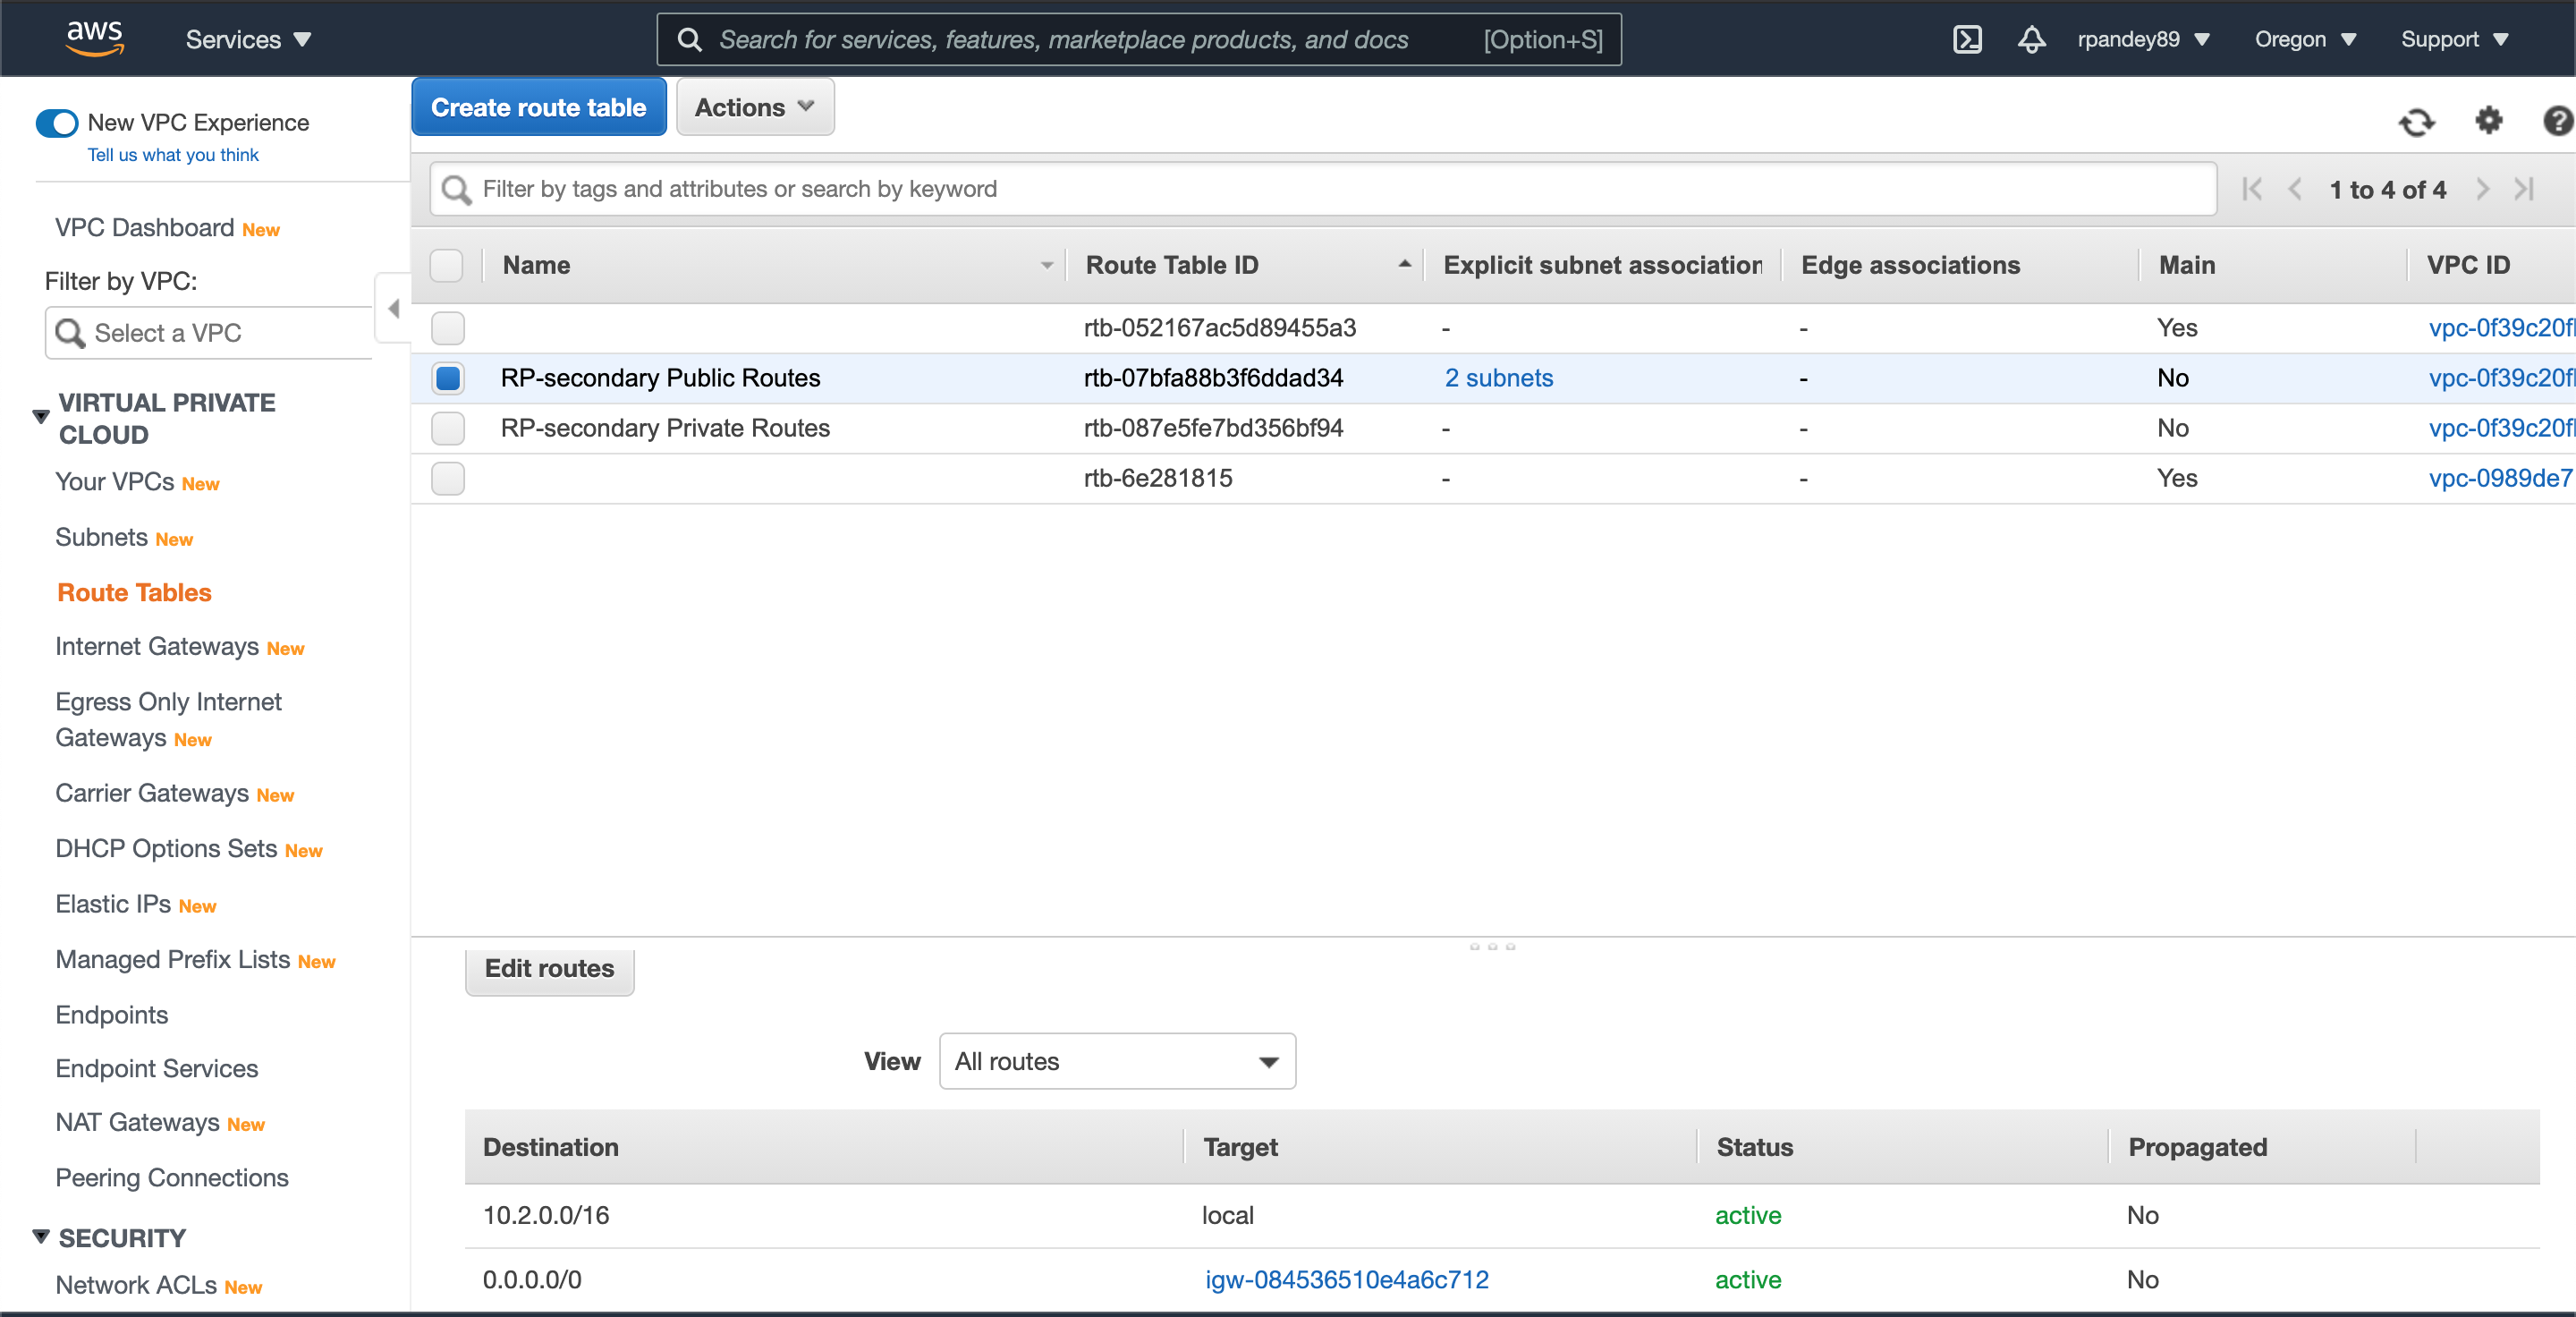 aws
Services
Search for services, features, marketplace products, and docs [Option+S]
rpandey89
Oregon
Support
New VPC Experience
Tell us what you think
VPC Dashboard New
Filter by VPC:
Select a VPC
VIRTUAL PRIVATE
CLOUD
Your VPCs New
Subnets New
Route Tables
Internet Gateways New
Egress Only Internet
Gateways New
Carrier Gateways New
DHCP Options Sets New
Elastic IPs New
Managed Prefix Lists New
Endpoints
Endpoint Services
NAT Gateways New
Peering Connections
SECURITY
Network ACLs New
Create route table Actions
Filter by tags and attributes or search by keyword 1 to 4 of 4
Name Route Table ID Explicit subnet association Edge associations Main VPC ID
rtb-052167ac5d89455a3 - - Yes vpc-0f39c20f
RP-secondary Public Routes rtb-07bfa88b3f6ddad34 2 subnets - No vpc-0f39c20f
RP-secondary Private Routes rtb-087e5fe7bd356bf94 - - No vpc-0f39c20f
rtb-6e281815 - - Yes vpc-0989de7
Edit routes
View All routes
Destination Target Status Propagated
10.2.0.0/16 local active No
0.0.0.0/0 igw-084536510e4a6c712 active No